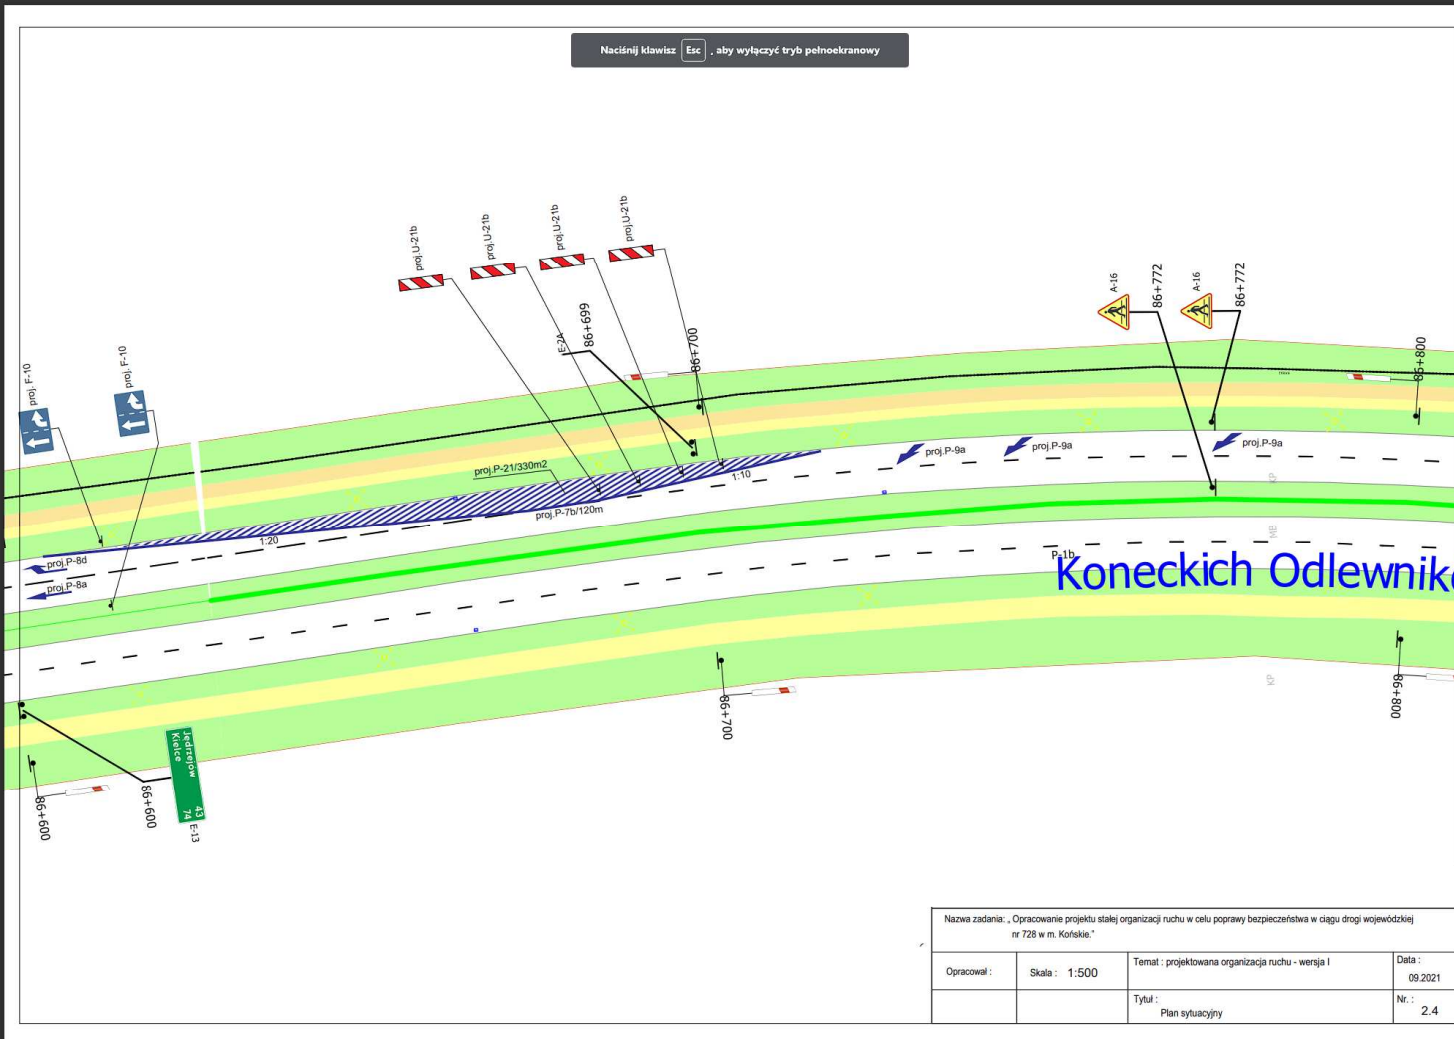 Naciśnij klawisz Esc , aby wyłączyć tryb pełnoekranowy
proj.U-21b
proj.U-21b
proj.U-21b
proj.U-21b
A-16
86+772
A-16
86+772
E-2A
86+699
86+700
86+800
proj. F-10
proj. F-10
proj.P-21/330m2
1:10
proj.P-7b/120m
1:20
proj.P-9a
proj.P-9a
proj.P-9a
KP
proj.P-8d
proj.P-8a
ME
P-1b
Koneckich Odlewnik
KP
86+700
86+800
Jędrzejów 43
Kielce 74
E-13
86+600
86+600
Nazwa zadania: „ Opracowanie projektu stałej organizacji ruchu w celu poprawy bezpieczeństwa w ciągu drogi wojewódzkiej
nr 728 w m. Końskie."
Opracował :
Skala : 1:500
Temat : projektowana organizacja ruchu - wersja I
Data :
09.2021
Tytuł :
Plan sytuacyjny
Nr. :
2.4